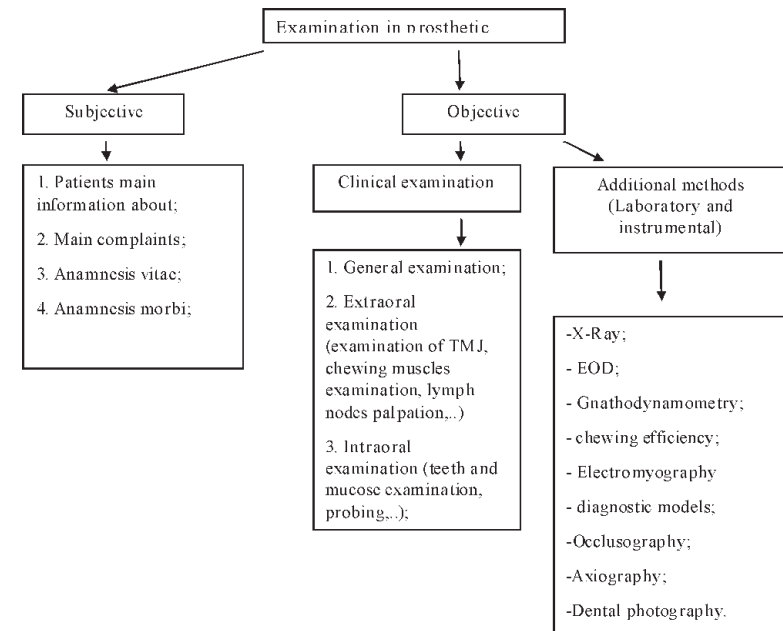 Examination in prosthetic
Subjective
Objective
1. Patients main
information about;
2. Main complaints;
3. Anamnesis vitae;
4. Anamnesis morbi;
Clinical examination
Additional methods
(Laboratory and
instrumental)
1. General examination;
2. Extraoral
examination
(examination of TMJ,
chewing muscles
examination, lymph
nodes palpation,..)
3. Intraoral
examination (teeth and
mucose examination,
probing,..);
-X-Ray;
- EOD;
- Gnathodynamometry;
- chewing efficiency;
- Electromyography
- diagnostic models;
-Occlusography;
-Axiography;
-Dental photography.